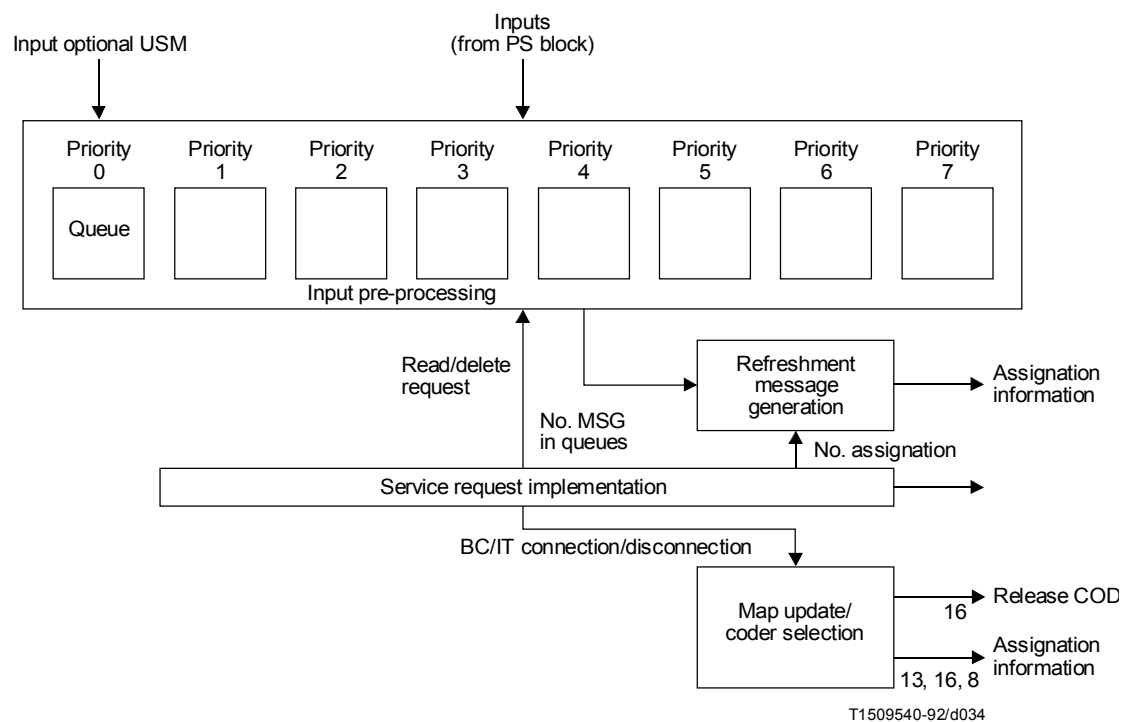 Inputs
(from PS block)
Input optional USM
Priority
0
Priority
1
Priority
2
Priority
3
Priority
4
Priority
5
Priority
6
Priority
7
Queue
Input pre-processing
Read/delete
request
Refreshment
message
generation
Assignation
information
No. MSG
in queues
No. assignation
Service request implementation
BC/IT connection/disconnection
Map update/
coder selection
Release COD
16
Assignation
information
13, 16, 8
T1509540-92/d034